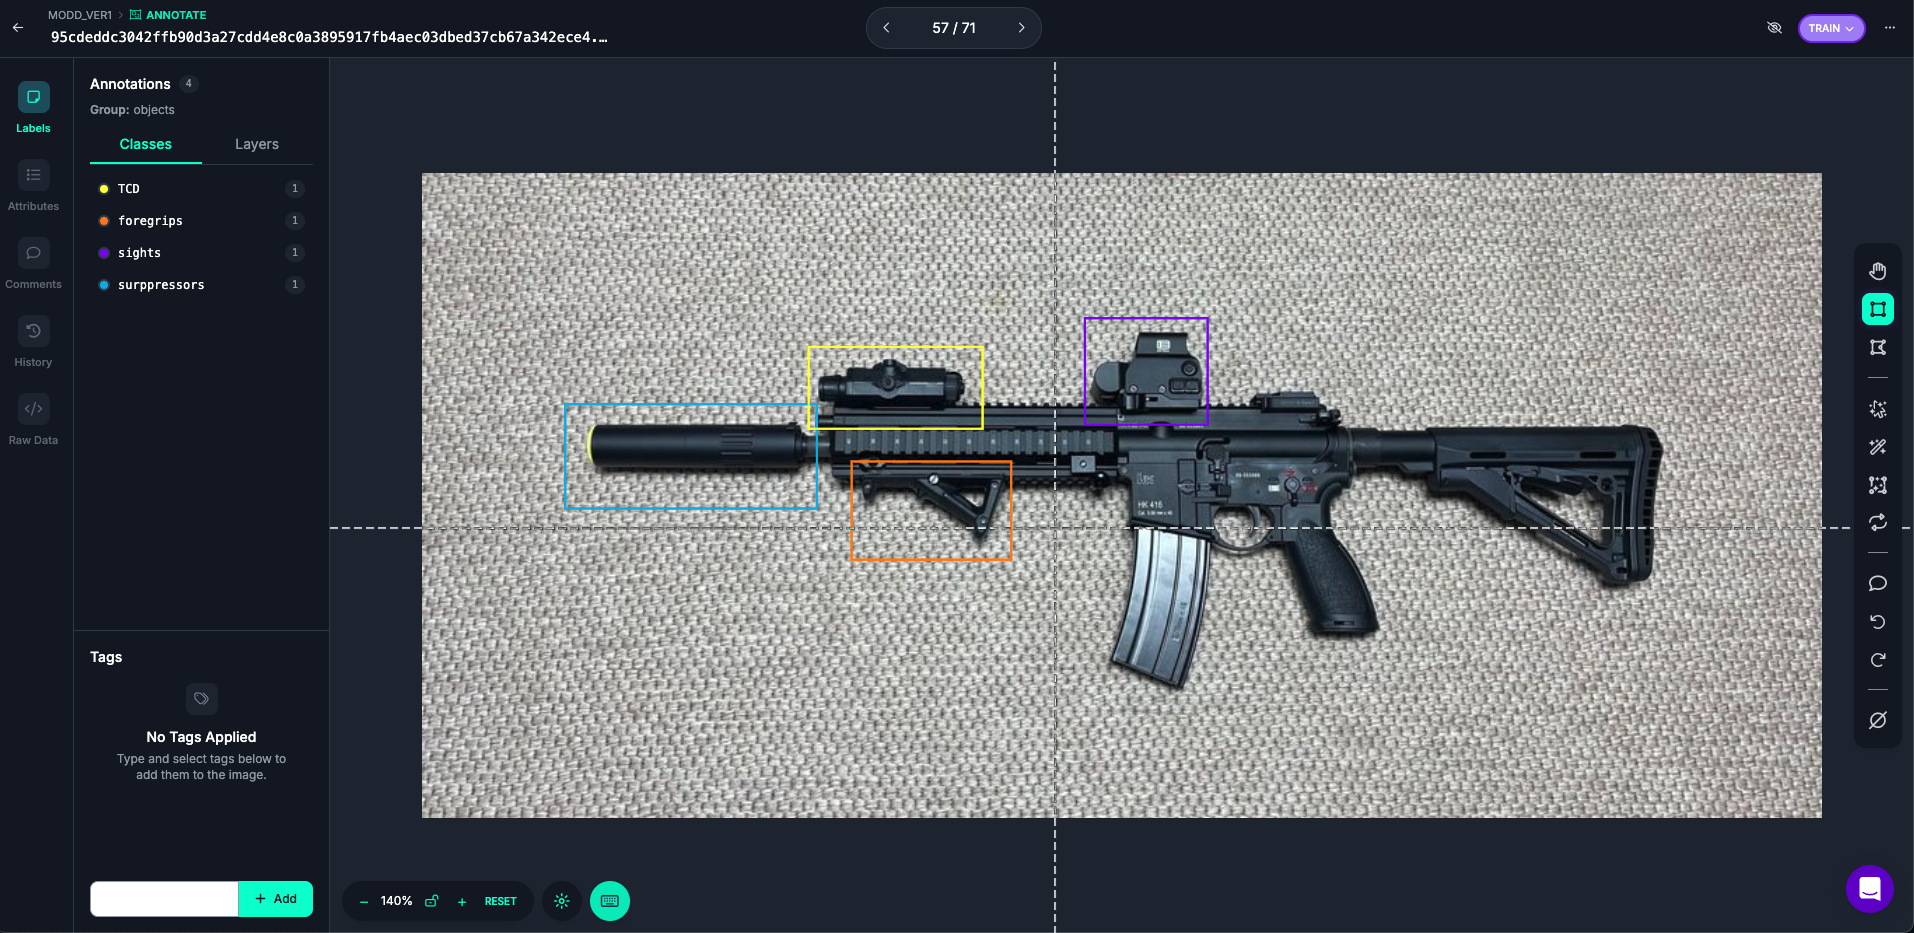 MODD_VER1 > ANNOTATE
95cdeddc3042ffb90d3a27cdd4e8c0a3895917fb4aec03dbed37cb67a342ece4.…
57 / 71
TRAIN
Labels
Attributes
Comments
History
Raw Data
Annotations 4
Group: objects
Classes
Layers
TCD 1
foregrips 1
sights 1
surppressors 1
HK 416
Tags
No Tags Applied
Type and select tags below to
add them to the image.
+ Add
140%
RESET